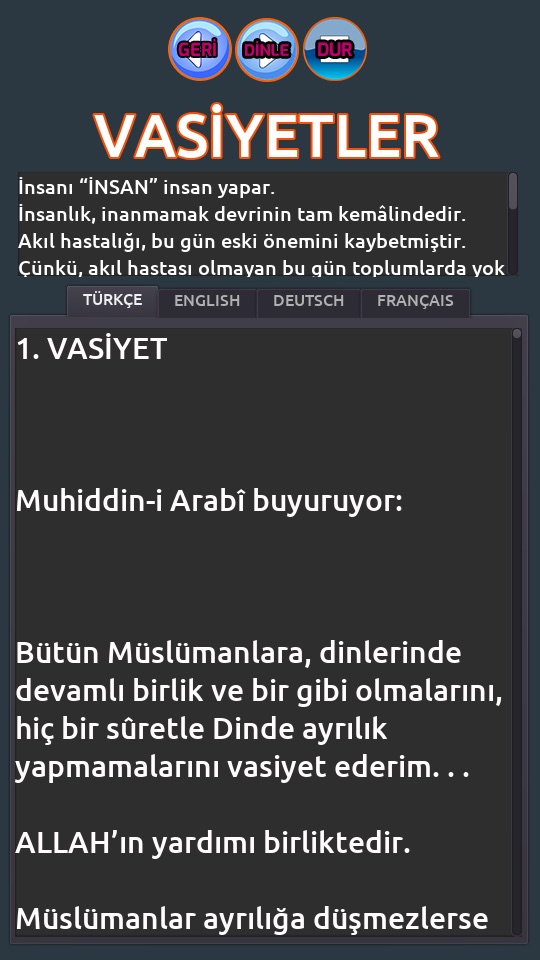 GERİ DİNLE DUR
VASİYETLER
İnsanı “İNSAN” insan yapar.
İnsanlık, inanmamak devrinin tam kemâlindedir.
Akıl hastalığı, bu gün eski önemini kaybetmiştir.
Çünkü, akıl hastası olmayan bu gün toplumlarda yok
TÜRKÇE ENGLISH DEUTSCH FRANÇAIS
1. VASİYET
Muhiddin-i Arabî buyuruyor:
Bütün Müslümanlara, dinlerinde
devamlı birlik ve bir gibi olmalarını,
hiç bir sûretle Dinde ayrılık
yapmamalarını vasiyet ederim. . .
ALLAH’ın yardımı birliktedir.
Müslümanlar ayrılığa düşmezlerse